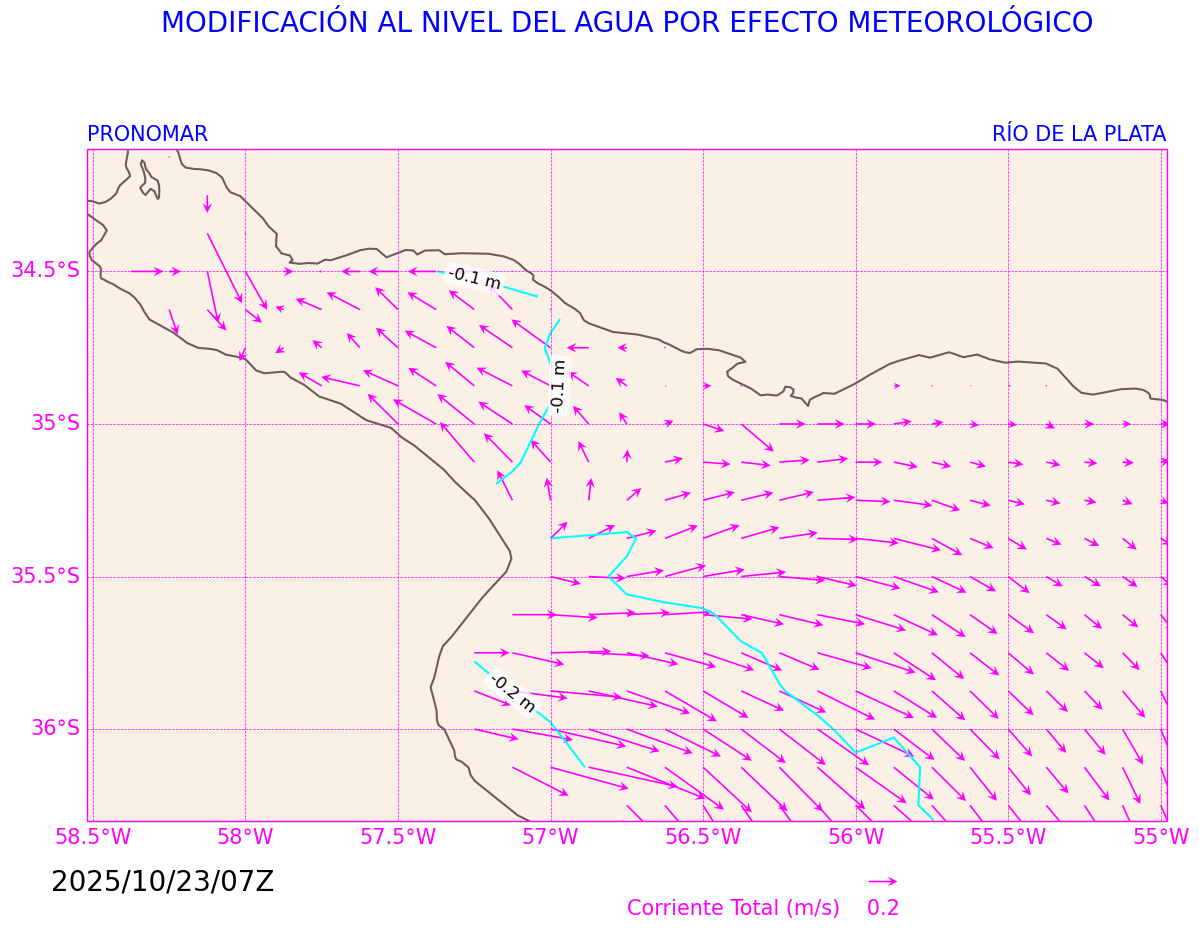 MODIFICACIÓN AL NIVEL DEL AGUA POR EFECTO METEOROLÓGICO
PRONOMAR
RÍO DE LA PLATA
34.5°S
35°S
35.5°S
36°S
-0.1 m
-0.1 m
-0.2 m
58.5°W
58°W
57.5°W
57°W
56.5°W
56°W
55.5°W
55°W
2025/10/23/07Z
Corriente Total (m/s)
0.2